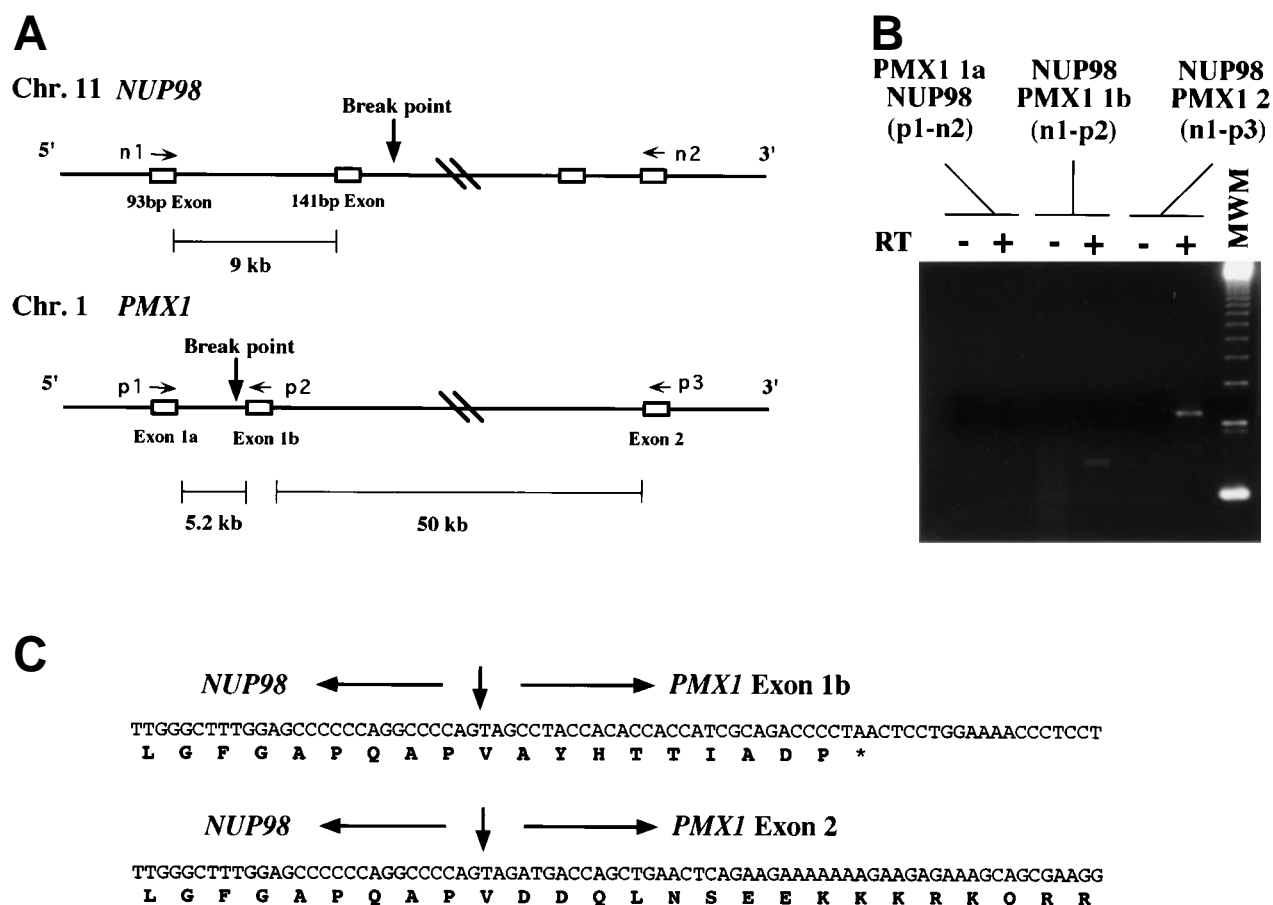 A
Chr. 11 NUP98
Break point
5'
n1
n2
3'
93bp Exon
141bp Exon
9 kb
Chr. 1 PMX1
Break point
5'
p1
p2
p3
3'
Exon 1a
Exon 1b
Exon 2
5.2 kb
50 kb
B
PMX1 1a
NUP98
(p1-n2)
NUP98
PMX1 1b
(n1-p2)
NUP98
PMX1 2
(n1-p3)
MWM
RT - + - + - +
C
NUP98
PMX1 Exon 1b
TTGGGCTTTGGAGCCCCCCAGGCCCCAGTAGCCTACCACACCACCATCGCAGACCCCTAACTCCTGGAAAACCCTCCT
L G F G A P Q A P V A Y H T T I A D P *
NUP98
PMX1 Exon 2
TTGGGCTTTGGAGCCCCCCAGGCCCCAGTAGATGACCAGCTGAACTCAGAAGAAAAAAAGAAGAGAAAGCAGCGAAGG
L G F G A P Q A P V D D Q L N S E E K K K R K Q R R